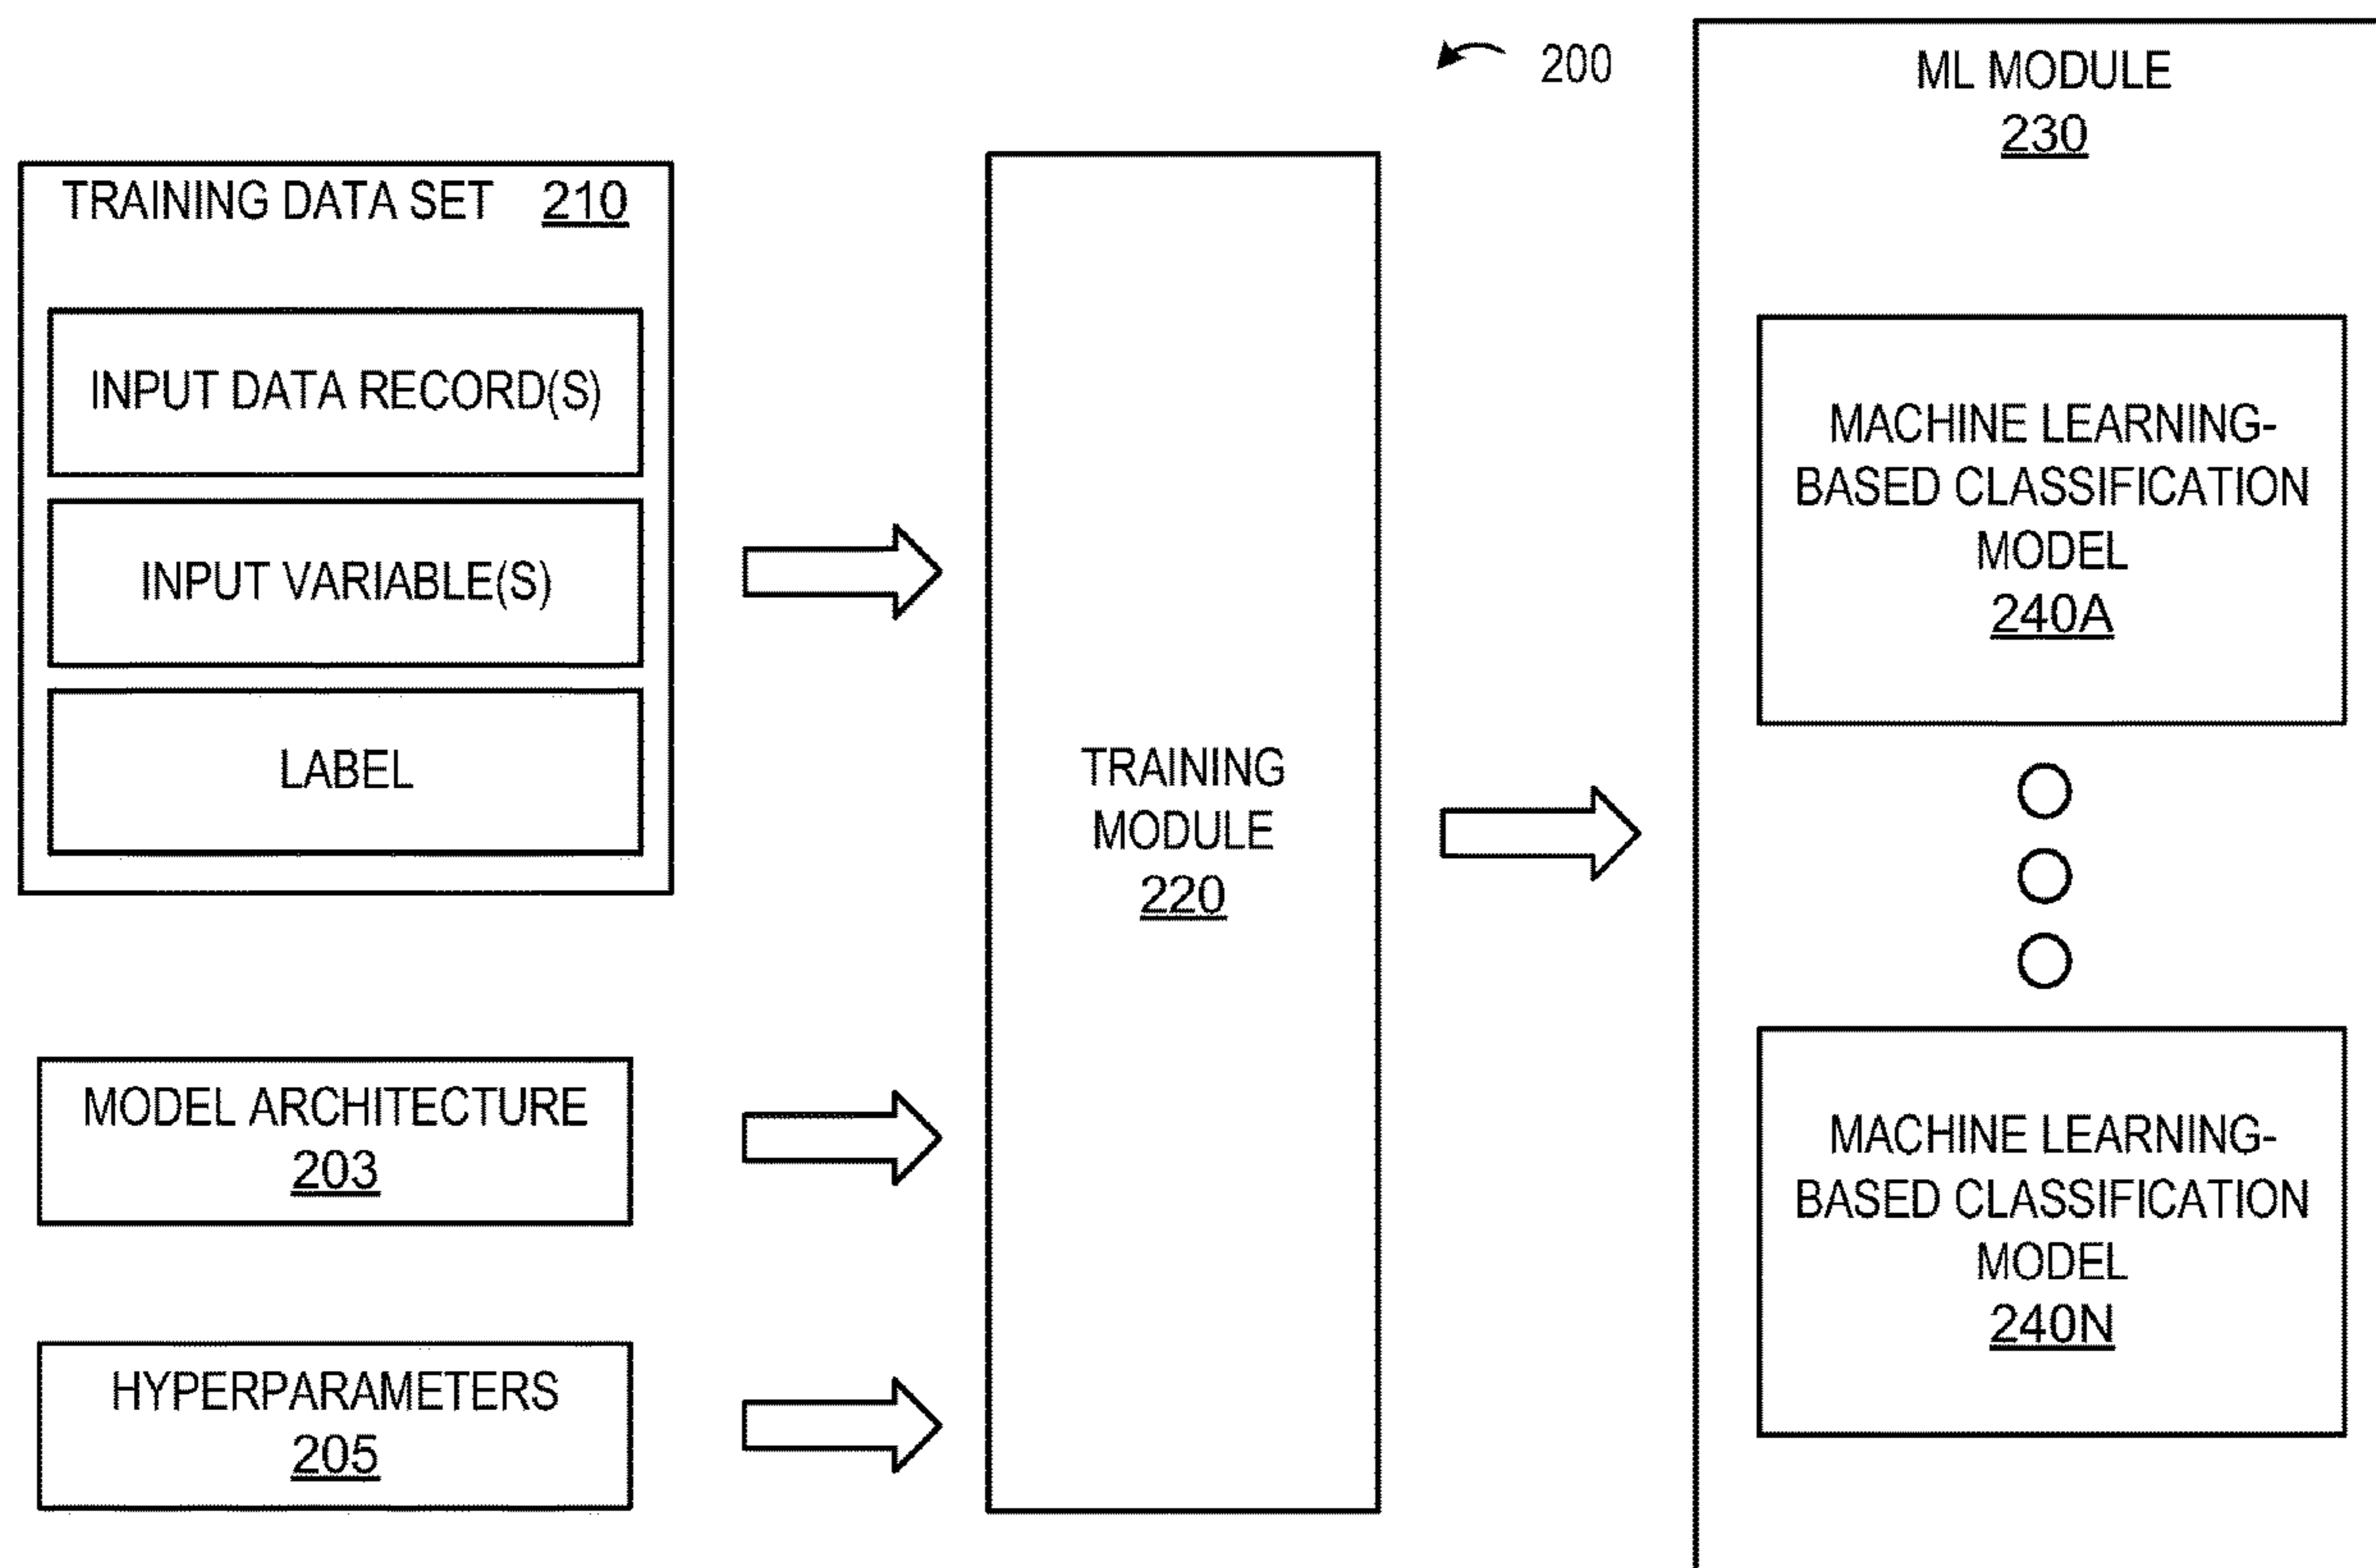 200
TRAINING DATA SET 210
INPUT DATA RECORD(S)
INPUT VARIABLE(S)
LABEL
MODEL ARCHITECTURE
203
HYPERPARAMETERS
205
TRAINING
MODULE
220
ML MODULE
230
MACHINE LEARNING-
BASED CLASSIFICATION
MODEL
240A
MACHINE LEARNING-
BASED CLASSIFICATION
MODEL
240N